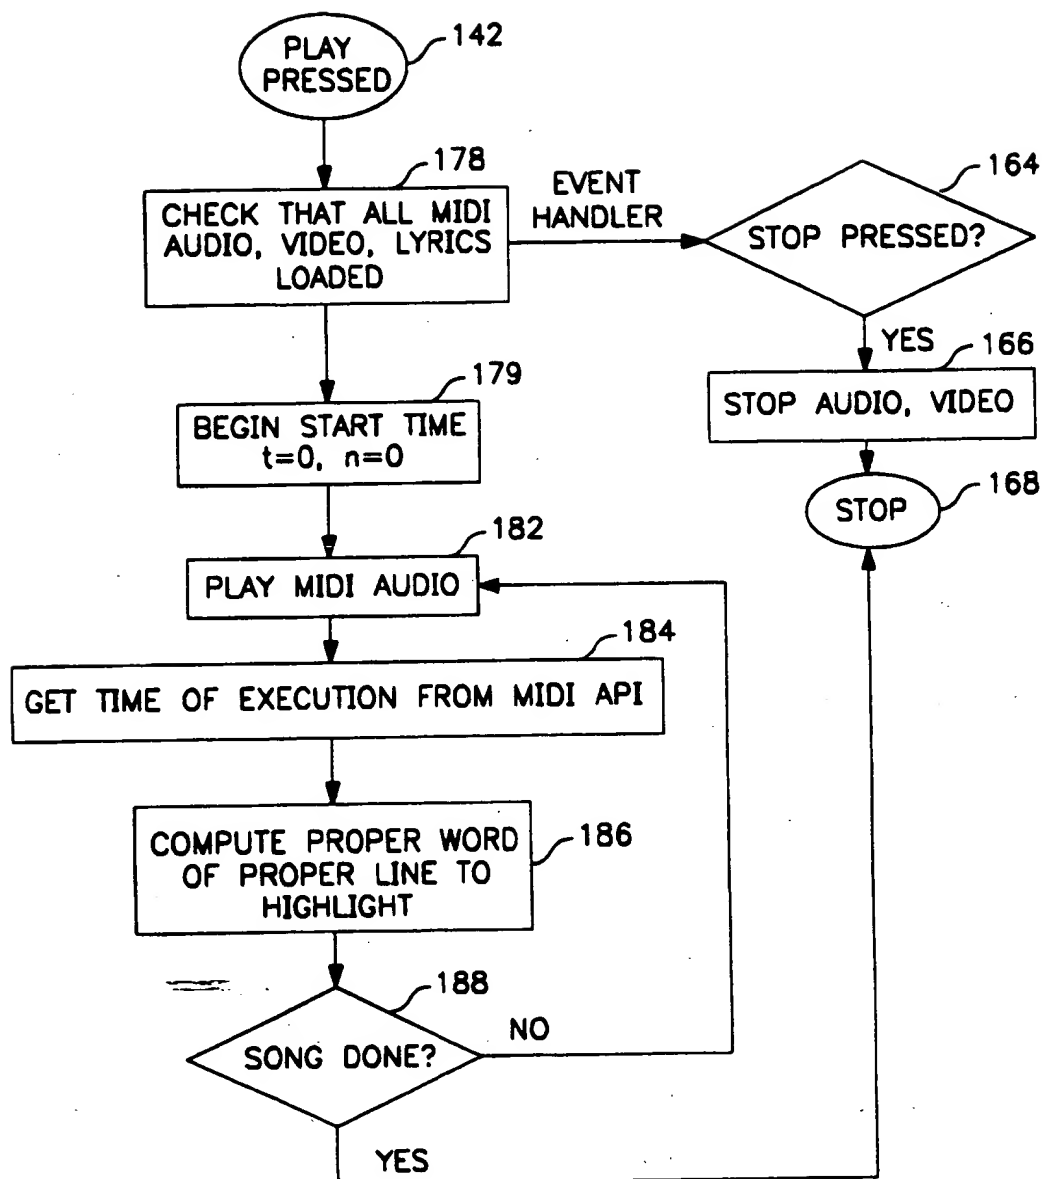 PLAY
PRESSED
142
178
CHECK THAT ALL MIDI
AUDIO, VIDEO, LYRICS
LOADED
EVENT
HANDLER
164
STOP PRESSED?
YES
166
STOP AUDIO, VIDEO
168
STOP
179
BEGIN START TIME
t=0, n=0
182
PLAY MIDI AUDIO
184
GET TIME OF EXECUTION FROM MIDI API
COMPUTE PROPER WORD
OF PROPER LINE TO
HIGHLIGHT
186
188
SONG DONE?
NO
YES